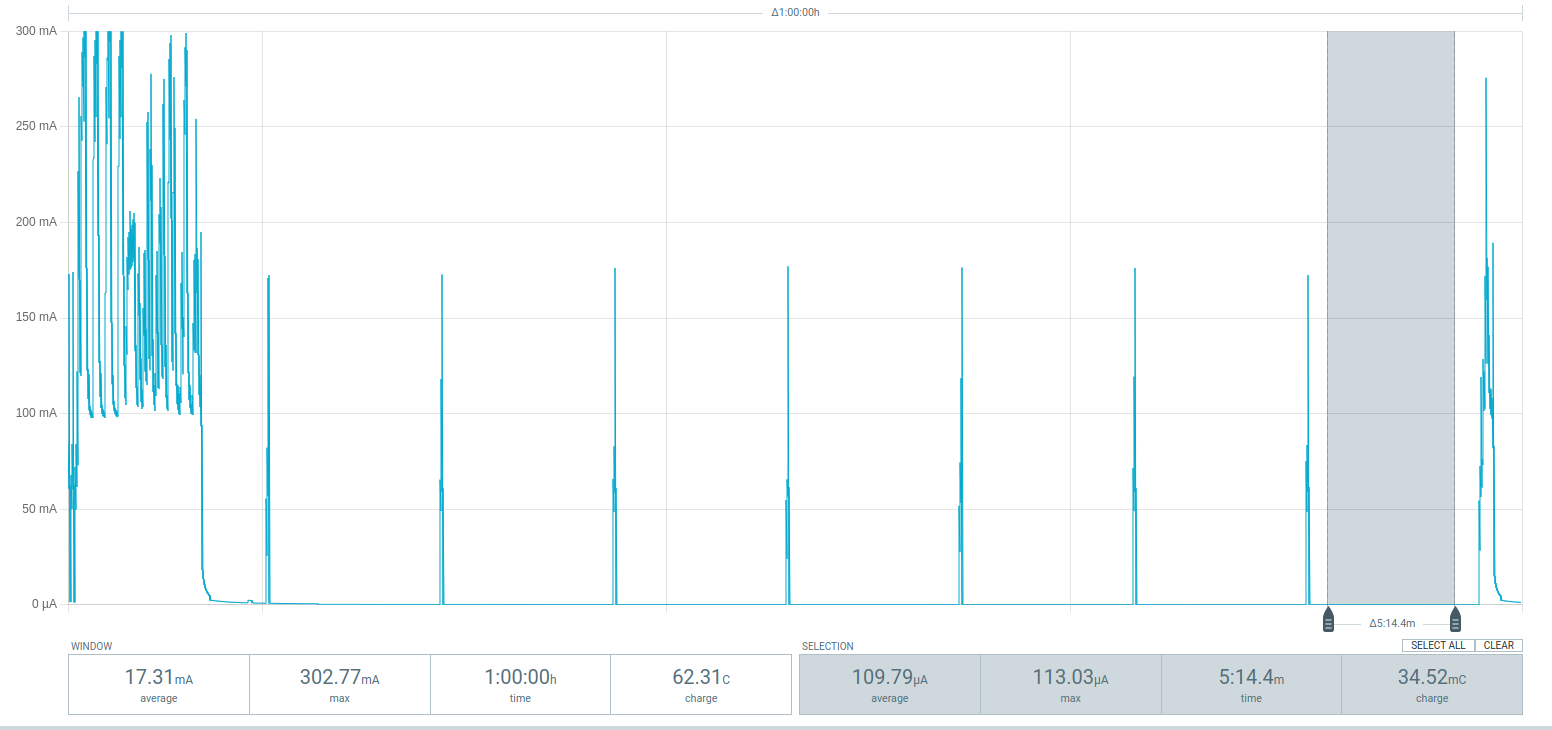 Δ1:00:00h
300 mA
250 mA
200 mA
150 mA
100 mA
50 mA
0 µA
Δ5:14.4m
WINDOW
SELECTION
SELECT ALL
CLEAR
17.31mA
average
302.77mA
max
1:00:00h
time
62.31C
charge
109.79µA
average
113.03µA
max
5:14.4m
time
34.52mC
charge